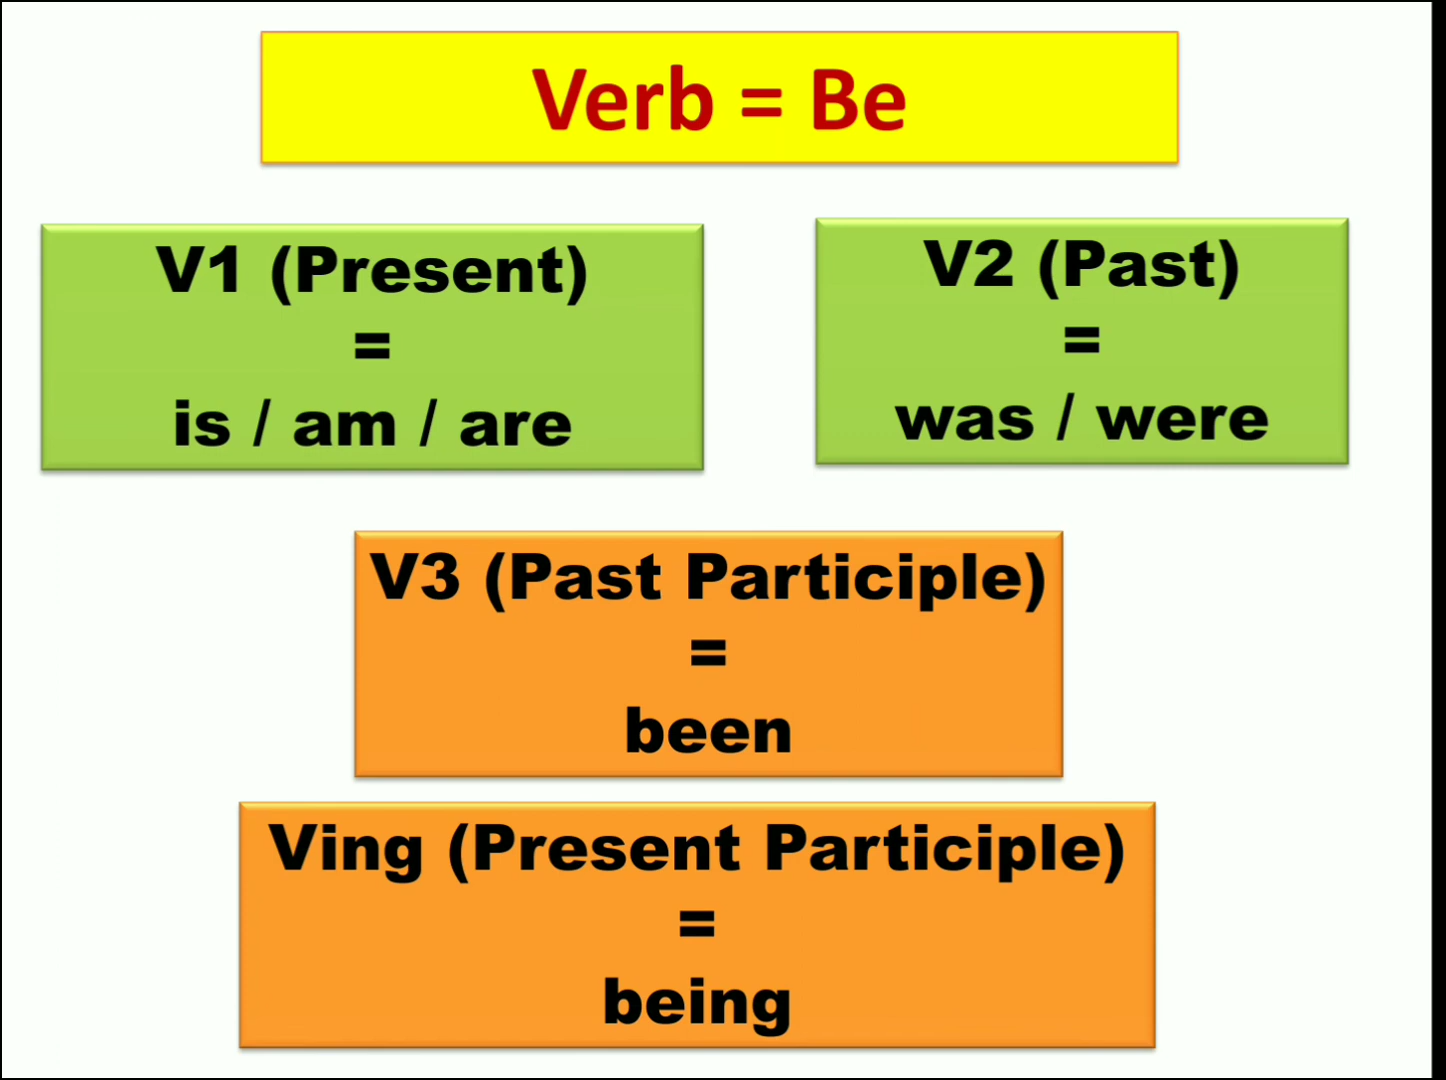 Verb = Be
V1 (Present)
=
is / am / are
V2 (Past)
=
was / were
V3 (Past Participle)
=
been
Ving (Present Participle)
=
being